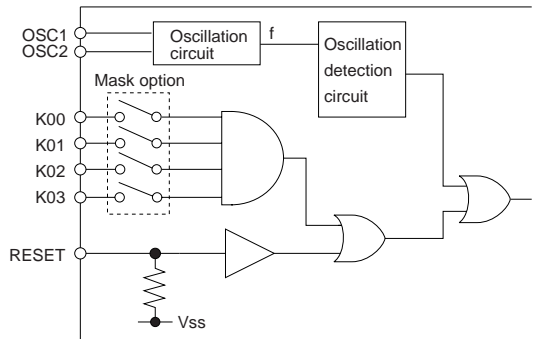 OSC1
OSC2
Oscillation
circuit
f
Oscillation
detection
circuit
Mask option
K00
K01
K02
K03
RESET
Vss